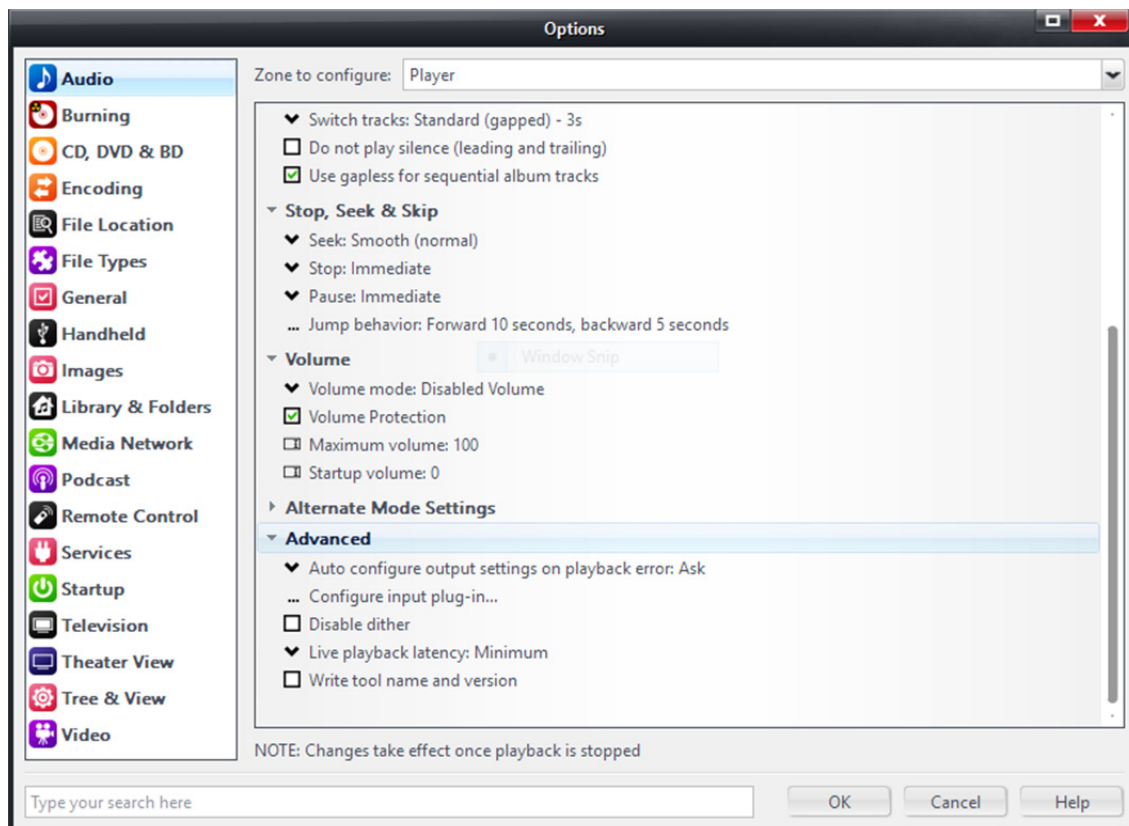 Options
Audio
Burning
CD, DVD & BD
Encoding
File Location
File Types
General
Handheld
Images
Library & Folders
Media Network
Podcast
Remote Control
Services
Startup
Television
Theater View
Tree & View
Video
Zone to configure: Player
Switch tracks: Standard (gapped) - 3s
Do not play silence (leading and trailing)
Use gapless for sequential album tracks
Stop, Seek & Skip
Seek: Smooth (normal)
Stop: Immediate
Pause: Immediate
... Jump behavior: Forward 10 seconds, backward 5 seconds
Window Snip
Volume
Volume mode: Disabled Volume
Volume Protection
Maximum volume: 100
Startup volume: 0
Alternate Mode Settings
Advanced
Auto configure output settings on playback error: Ask
... Configure input plug-in...
Disable dither
Live playback latency: Minimum
Write tool name and version
NOTE: Changes take effect once playback is stopped
Type your search here
OK Cancel Help